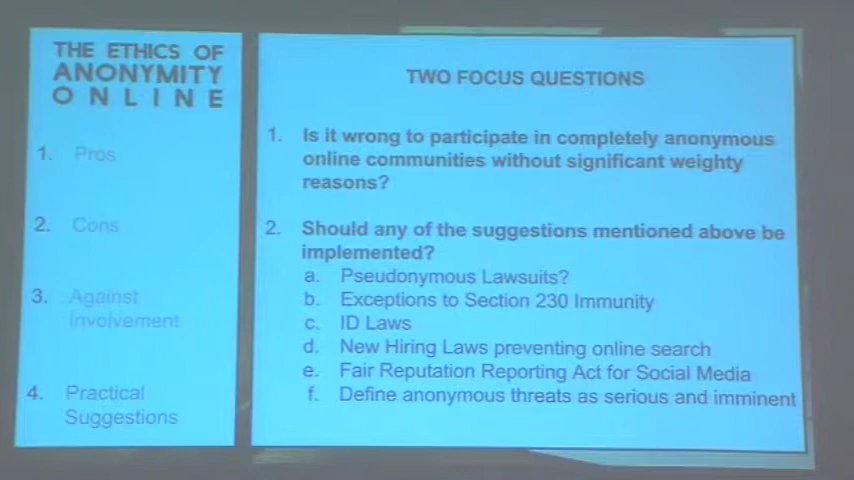 THE ETHICS OF
ANONYMITY
ONLINE
1. Pros
2. Cons
3. Against
Involvement
4. Practical
Suggestions
TWO FOCUS QUESTIONS
1. Is it wrong to participate in completely anonymous
online communities without significant weighty
reasons?
2. Should any of the suggestions mentioned above be
implemented?
a. Pseudonymous Lawsuits?
b. Exceptions to Section 230 Immunity
c. ID Laws
d. New Hiring Laws preventing online search
e. Fair Reputation Reporting Act for Social Media
f. Define anonymous threats as serious and imminent